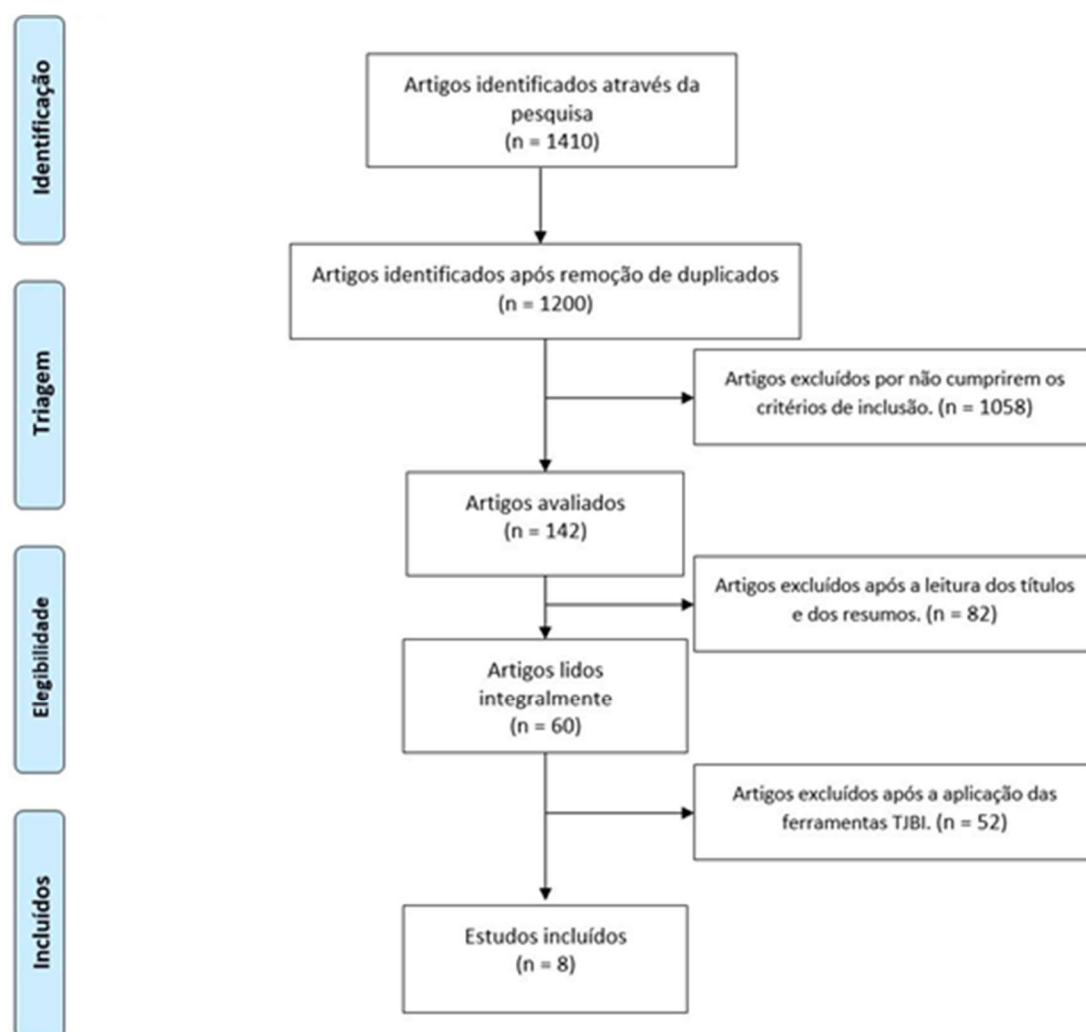 Identificação
Artigos identificados através da
pesquisa
(n = 1410)
Artigos identificados após remoção de duplicados
(n = 1200)
Triagem
Artigos excluídos por não cumprirem os
critérios de inclusão. (n = 1058)
Artigos avaliados
(n = 142)
Elegibilidade
Artigos excluídos após a leitura dos títulos
e dos resumos. (n = 82)
Artigos lidos
integralmente
(n = 60)
Artigos excluídos após a aplicação das
ferramentas TJBI. (n = 52)
Incluídos
Estudos incluídos
(n = 8)